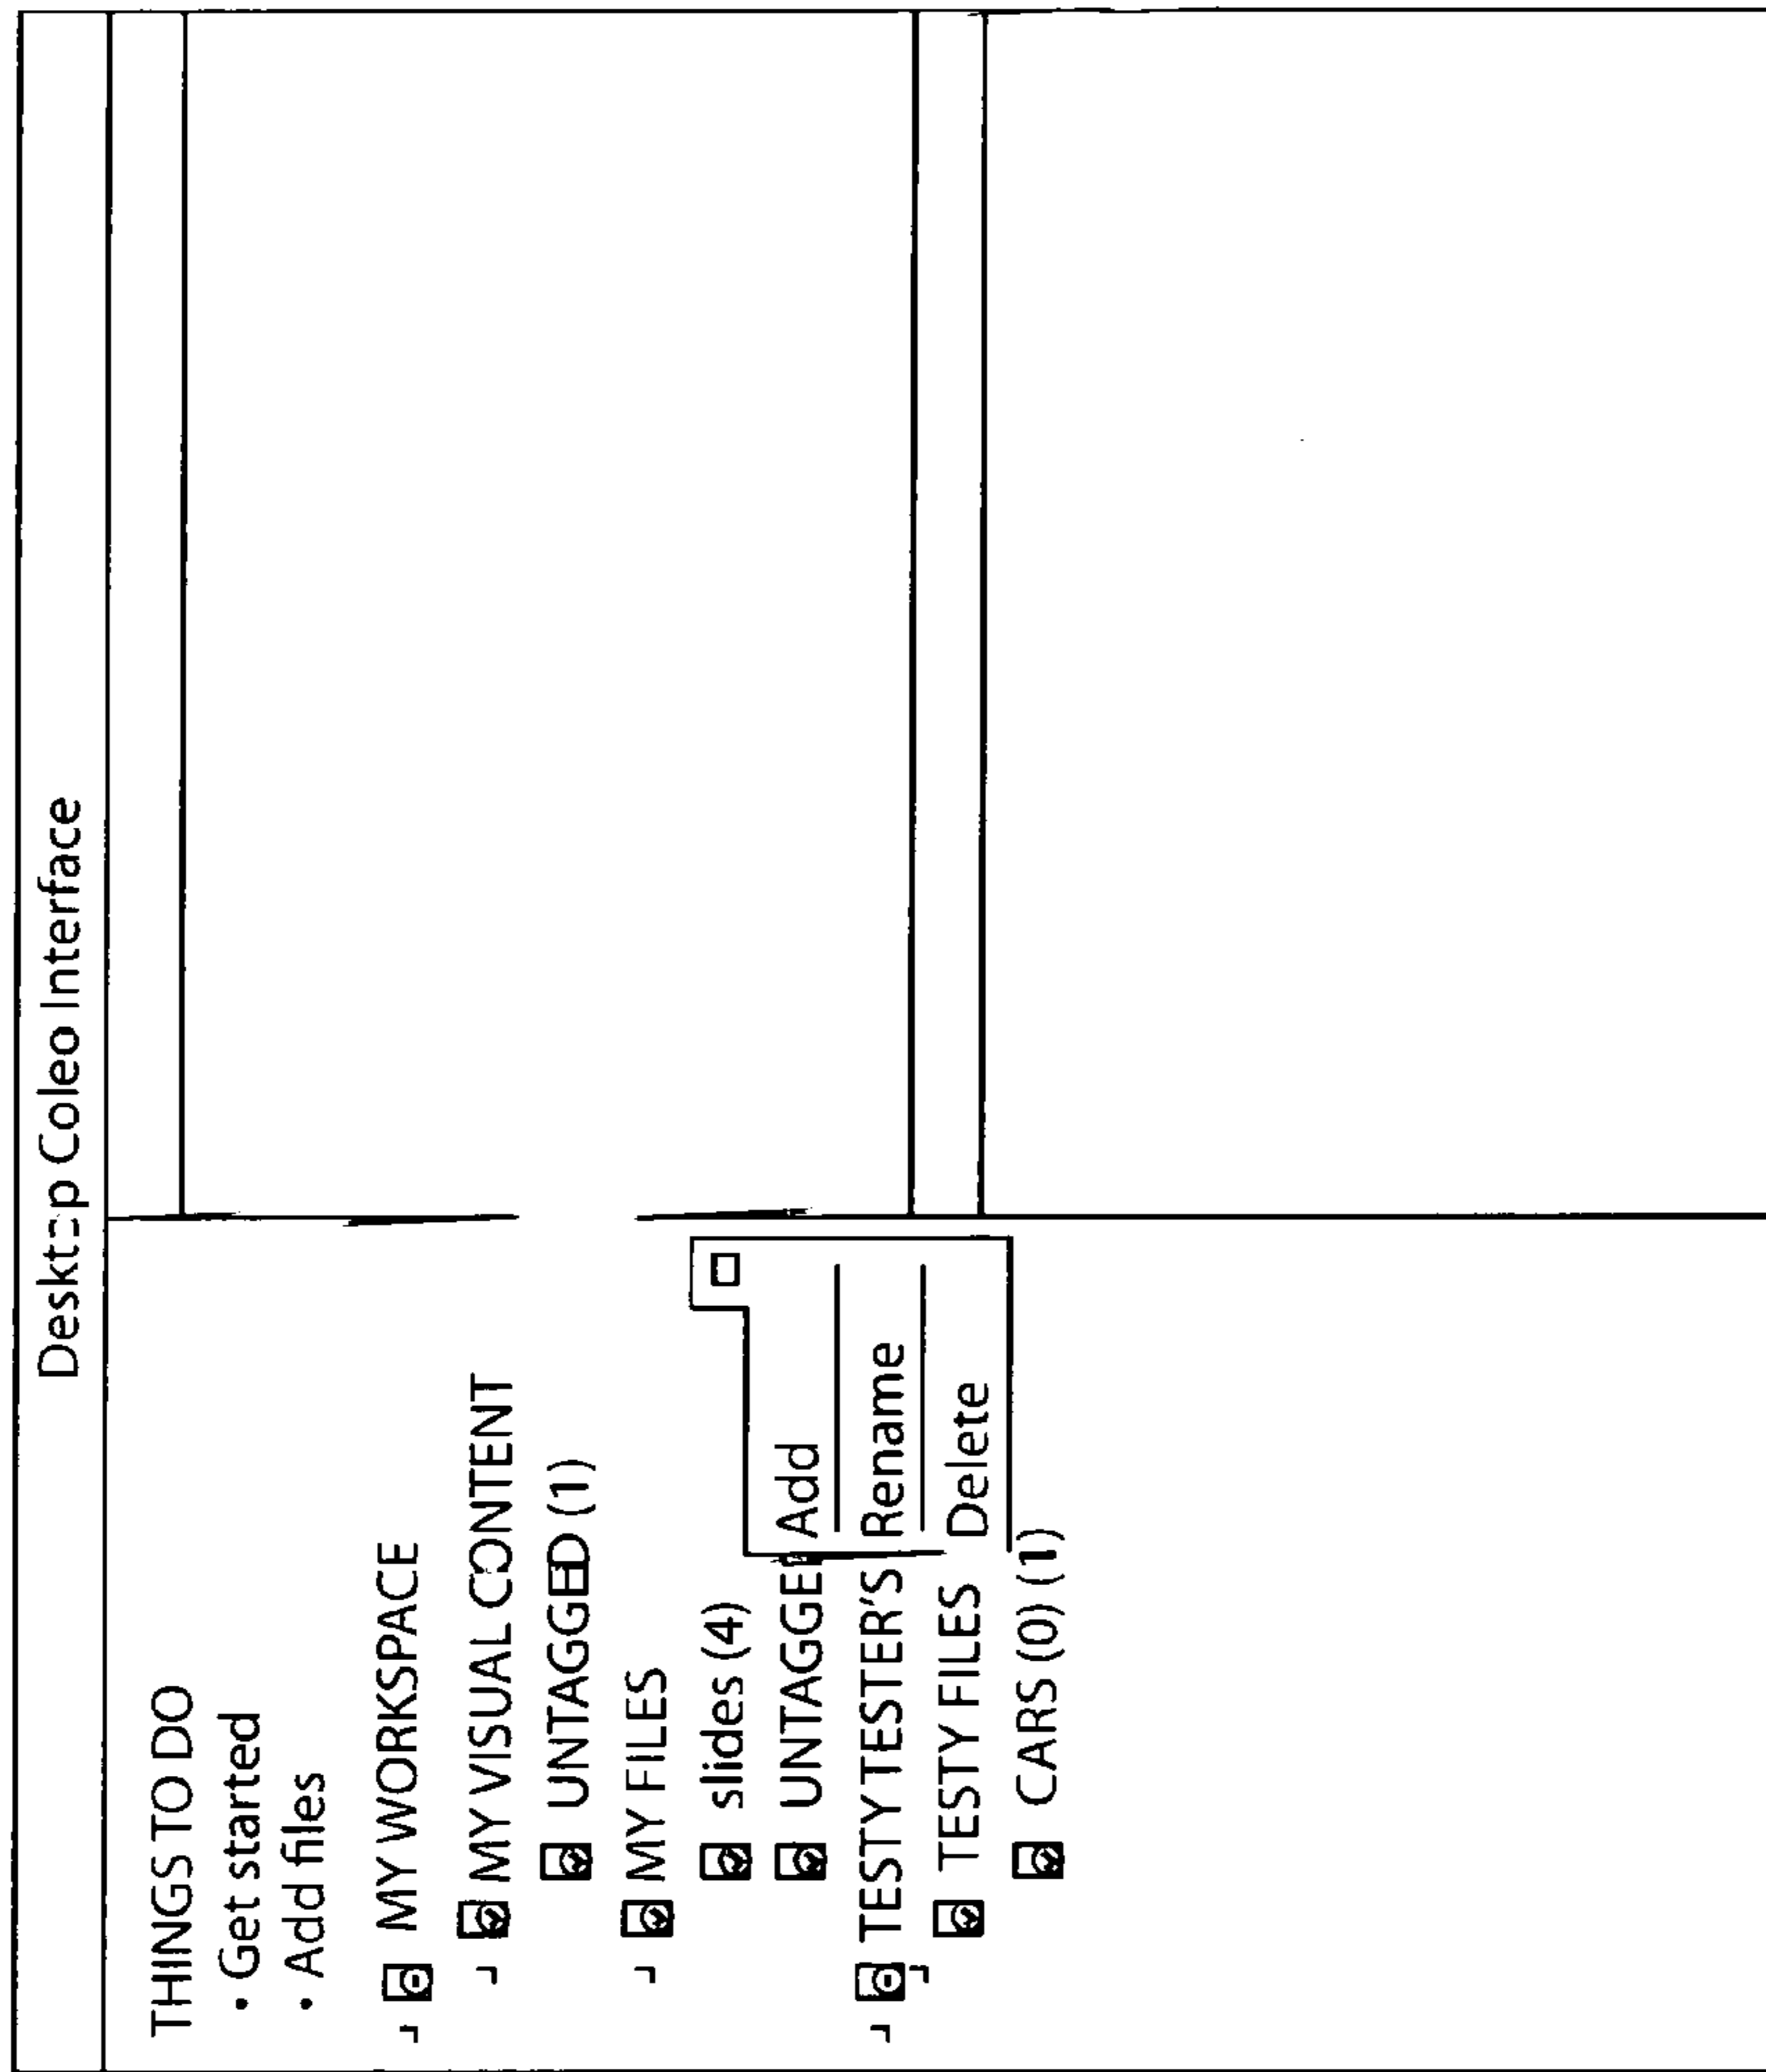 Desktop Coleo Interface
THINGS TO DO
• Get started
• Add files
MY WORKSPACE
MY VISUAL CONTENT
UNTAGGED (1)
MY FILES
slides (4)
UNTAGGE
Add
TESTY TESTER'S
Rename
TESTY FILES
Delete
CARS (0) (1)